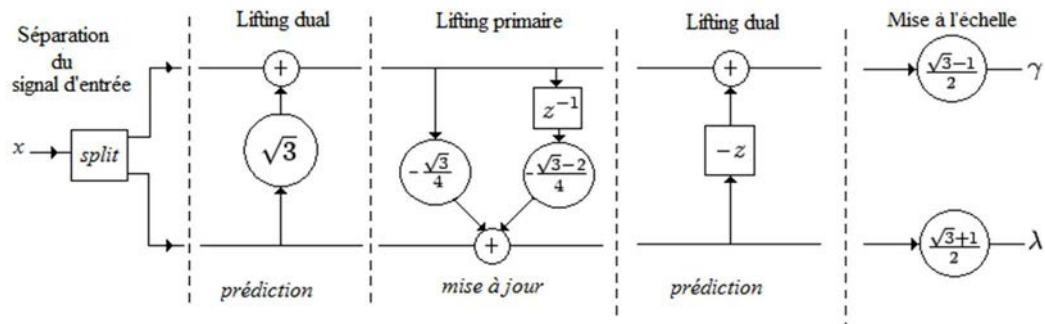 Lifting dual
Lifting primaire
Lifting dual
Mise à l'échelle
Séparation
du
signal d'entrée
x
split
+
√3
prédiction
z⁻¹
-√3/4
-√3−2/4
+
mise à jour
+
−z
prédiction
√3−1/2
γ
√3+1/2
λ